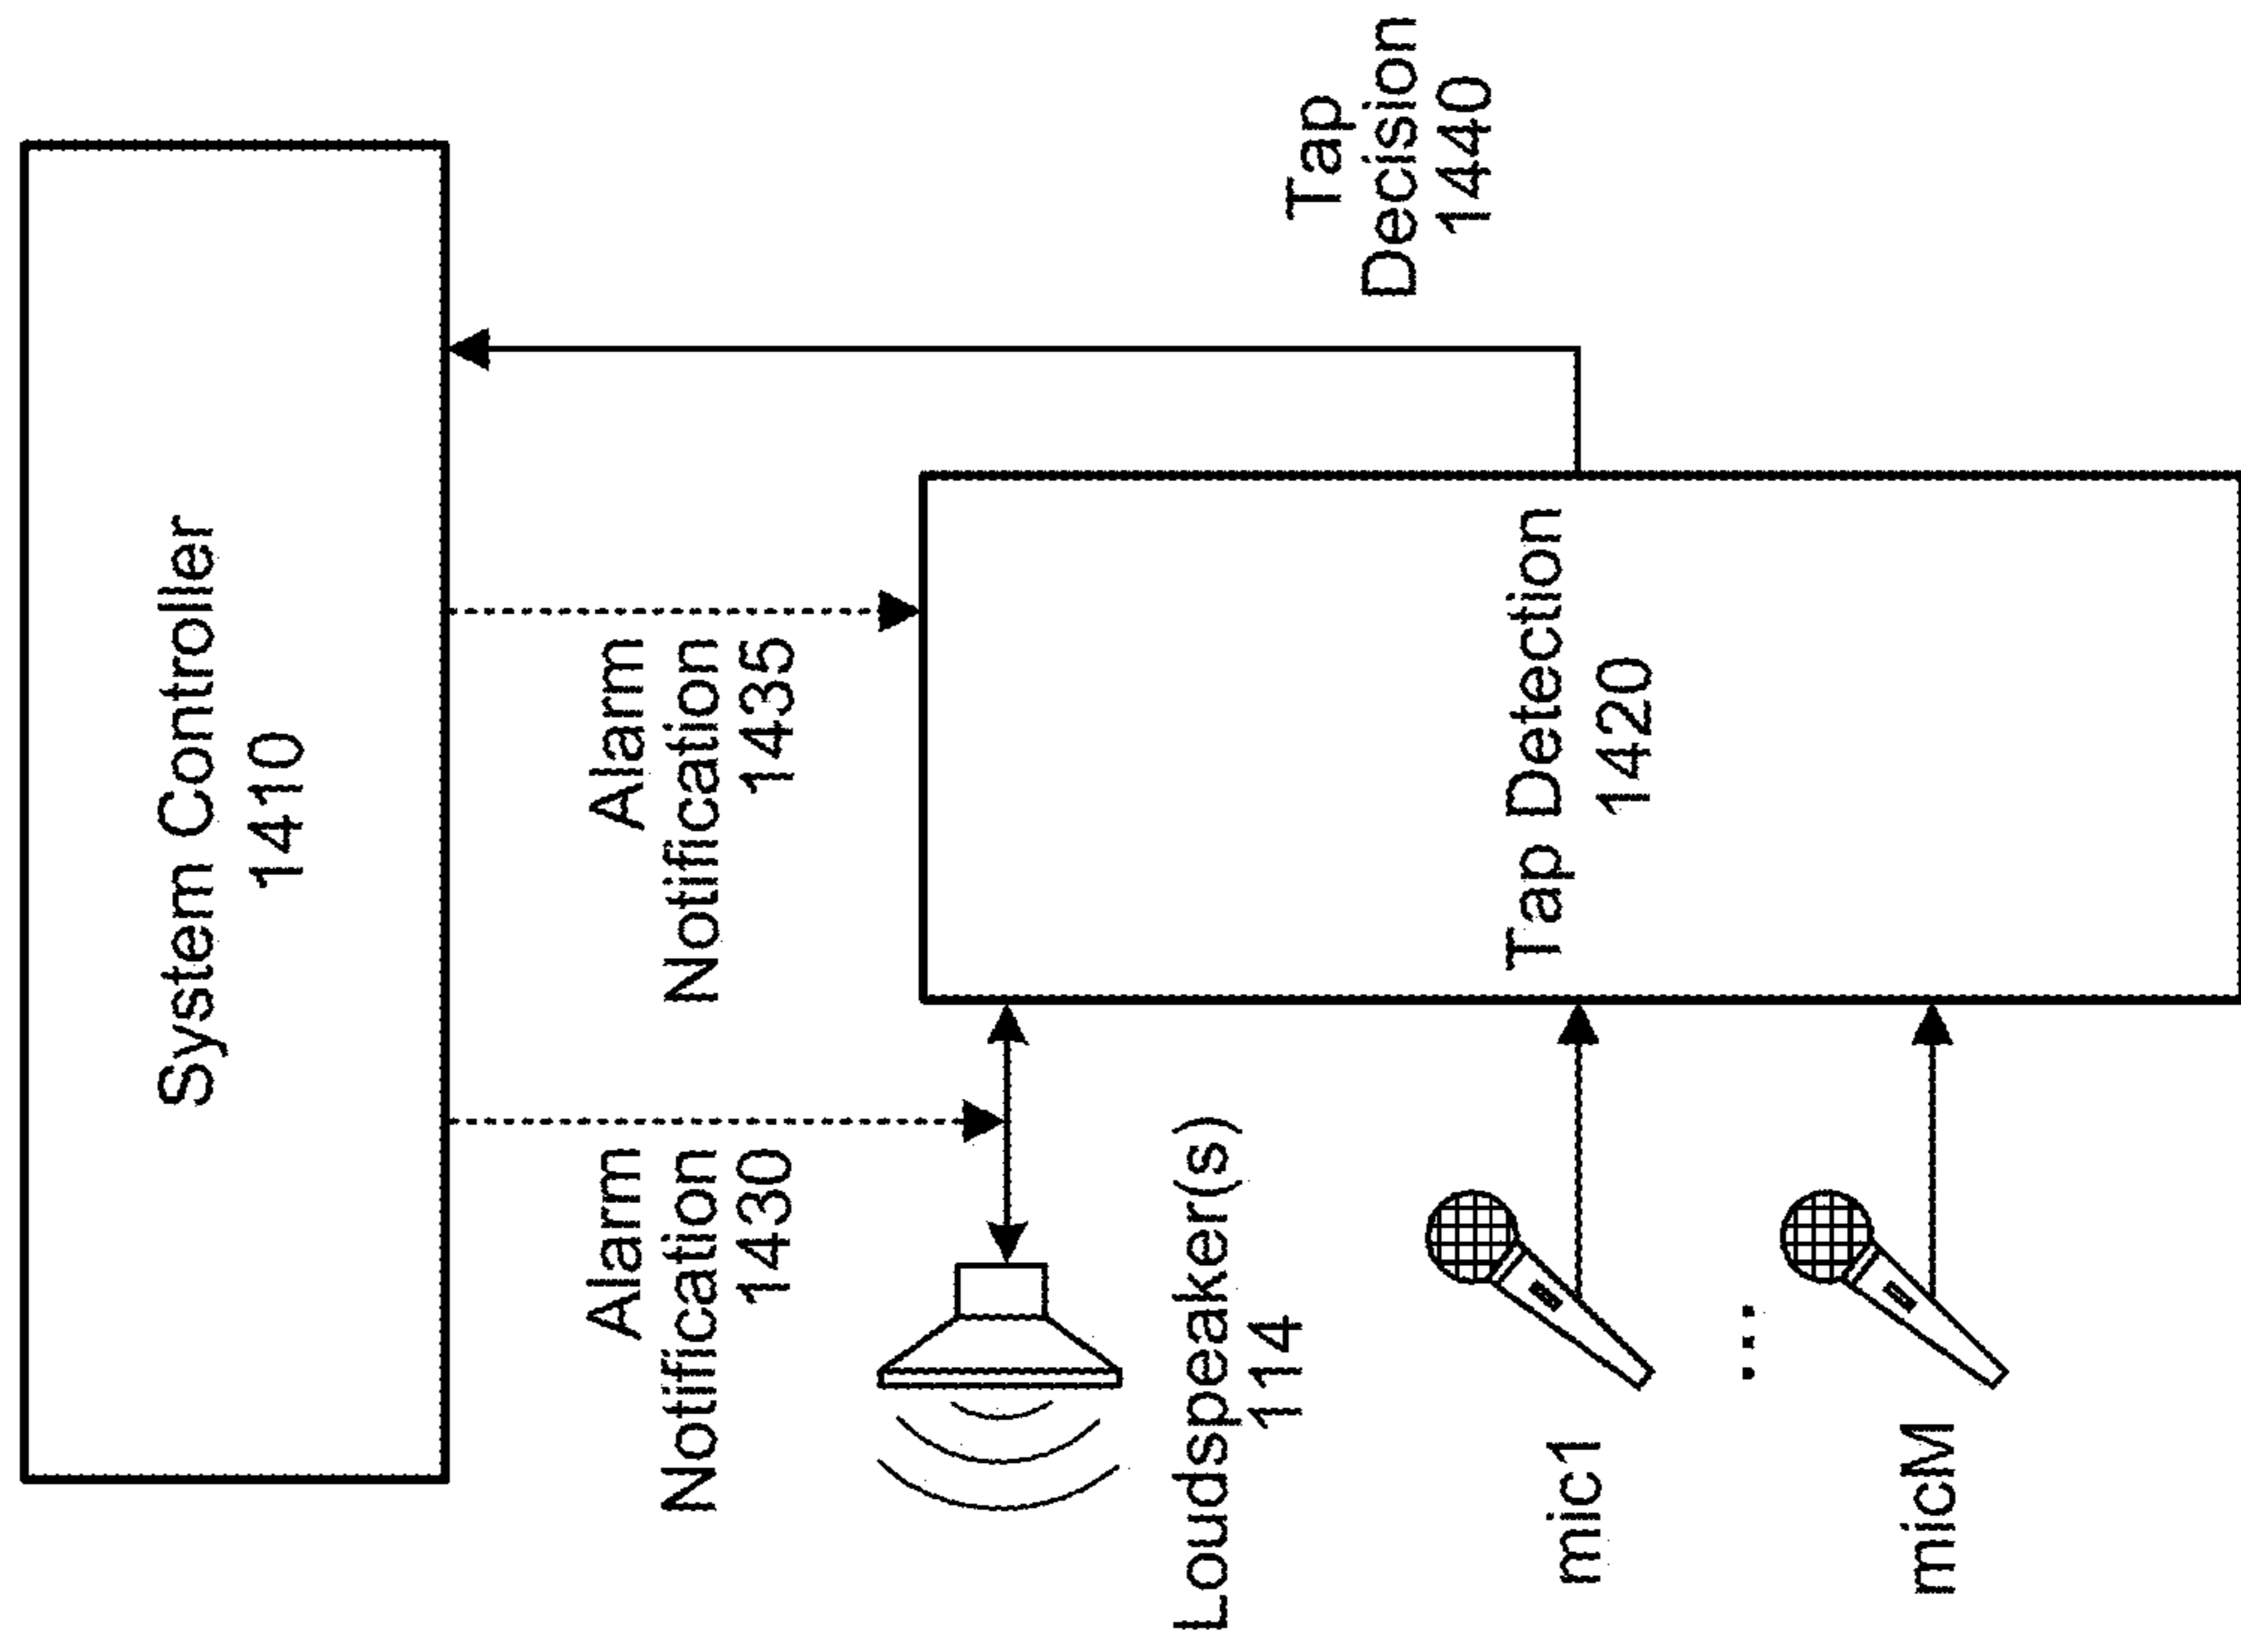 System Controller
1410
Alarm
Notification
1430
Alarm
Notification
1435
Tap
Decision
1440
Loudspeaker(s)
114
Tap Detection
1420
mic1
...
micM